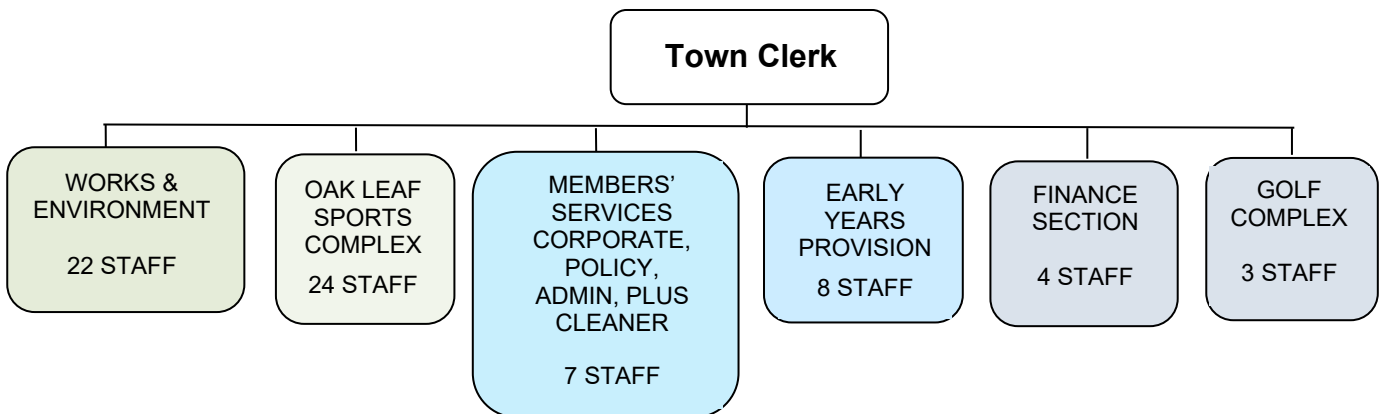 Town Clerk
WORKS &
ENVIRONMENT
22 STAFF
OAK LEAF
SPORTS
COMPLEX
24 STAFF
MEMBERS’
SERVICES
CORPORATE,
POLICY,
ADMIN, PLUS
CLEANER
7 STAFF
EARLY
YEARS
PROVISION
8 STAFF
FINANCE
SECTION
4 STAFF
GOLF
COMPLEX
3 STAFF